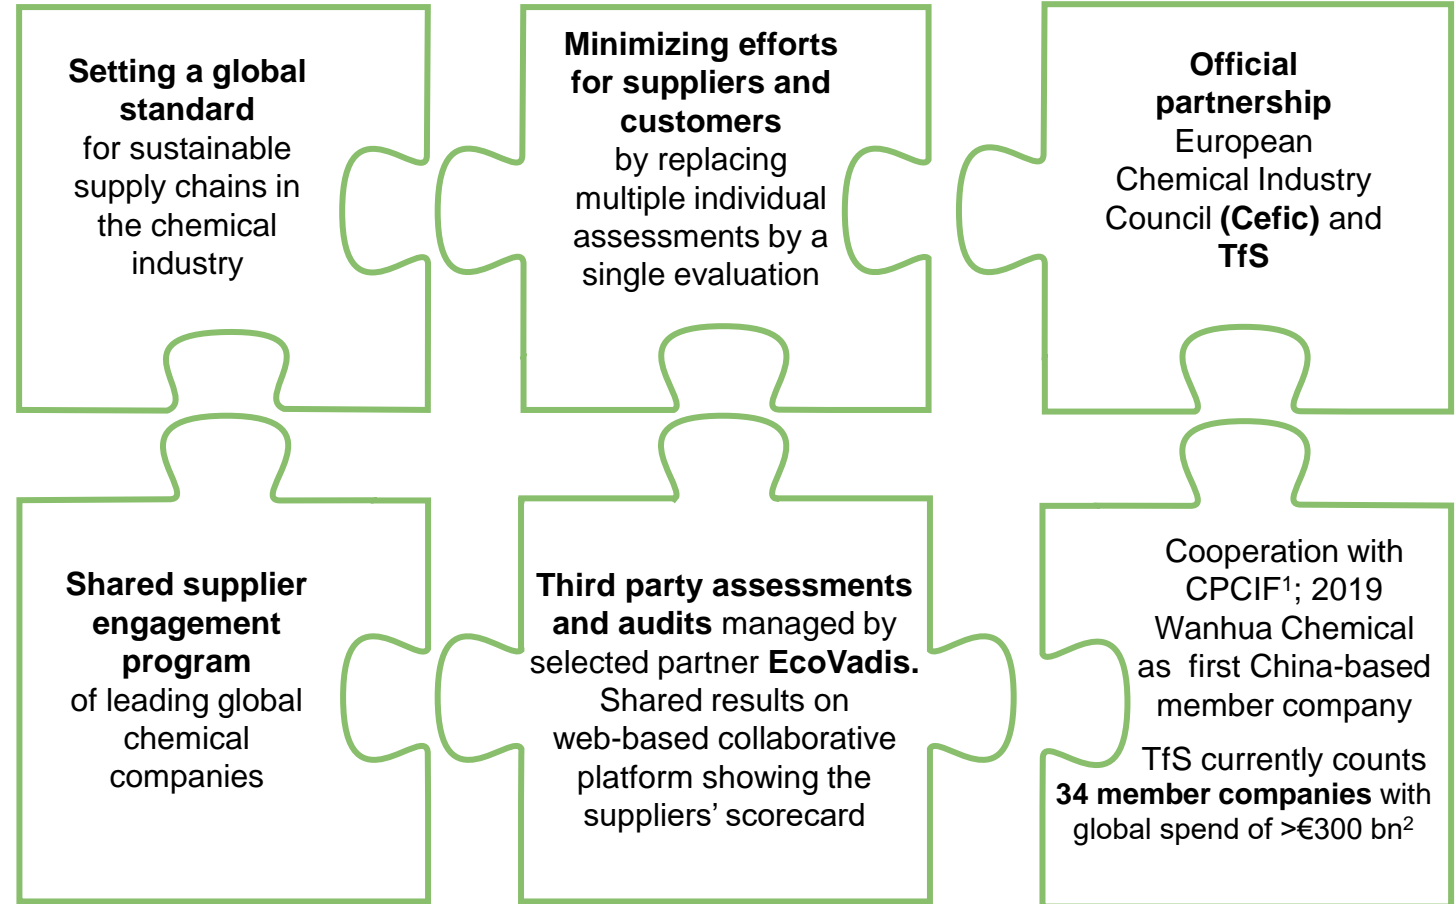 Setting a global
standard
for sustainable
supply chains in
the chemical
industry
Minimizing efforts
for suppliers and
customers
by replacing
multiple individual
assessments by a
single evaluation
Official
partnership
European
Chemical Industry
Council (Cefic) and
TfS
Shared supplier
engagement
program
of leading global
chemical
companies
Third party assessments
and audits managed by
selected partner EcoVadis.
Shared results on
web-based collaborative
platform showing the
suppliers’ scorecard
Cooperation with
CPCIF¹; 2019
Wanhua Chemical
as first China-based
member company
TfS currently counts
34 member companies with
global spend of >€300 bn²